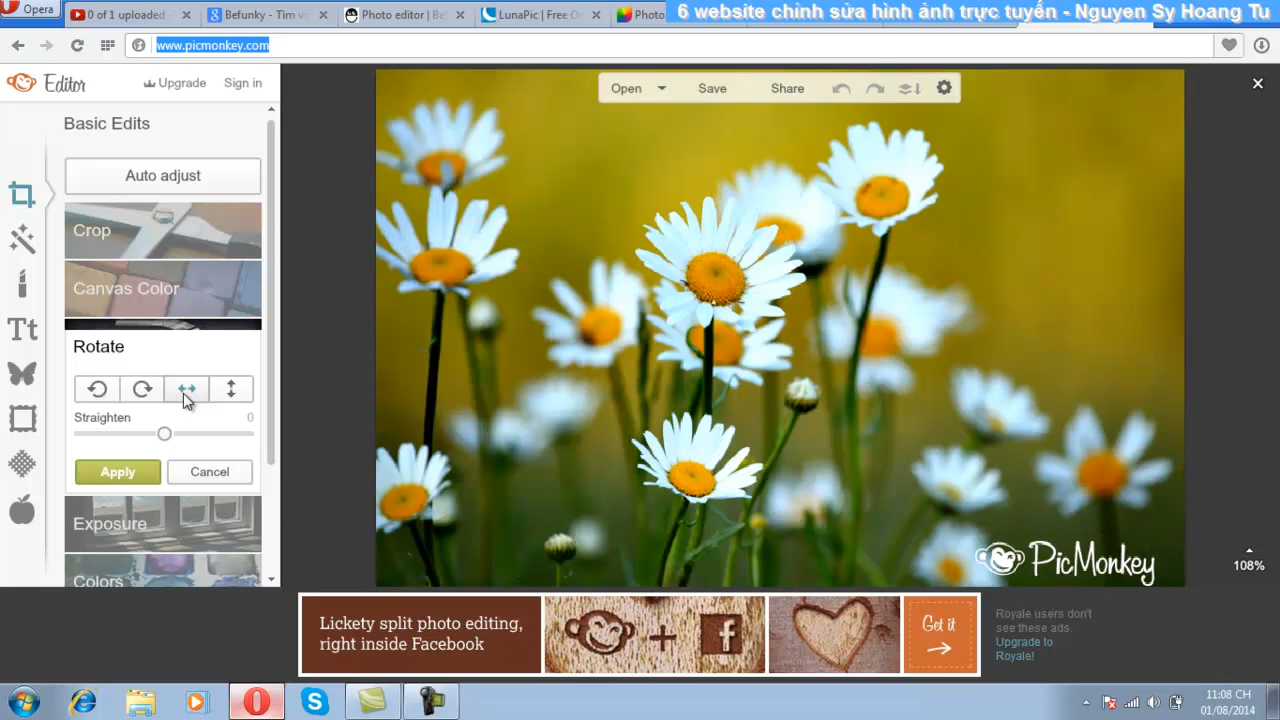 Opera
0 of 1 uploaded -
Befunky - Tim v
Photo editor | Be
LunaPic | Free O
Photo
6 website chỉnh sửa hình ảnh trực tuyến - Nguyen Sy Hoang Tu
www.picmonkey.com
Editor
Upgrade
Sign in
Open
Save
Share
Basic Edits
Auto adjust
Crop
Canvas Color
Rotate
Straighten
0
Apply
Cancel
Exposure
Colors
PicMonkey
108%
Lickety split photo editing,
right inside Facebook
+
f
Get it
Royale users don't
see these ads.
Upgrade to
Royale!
11:08 CH
01/08/2014